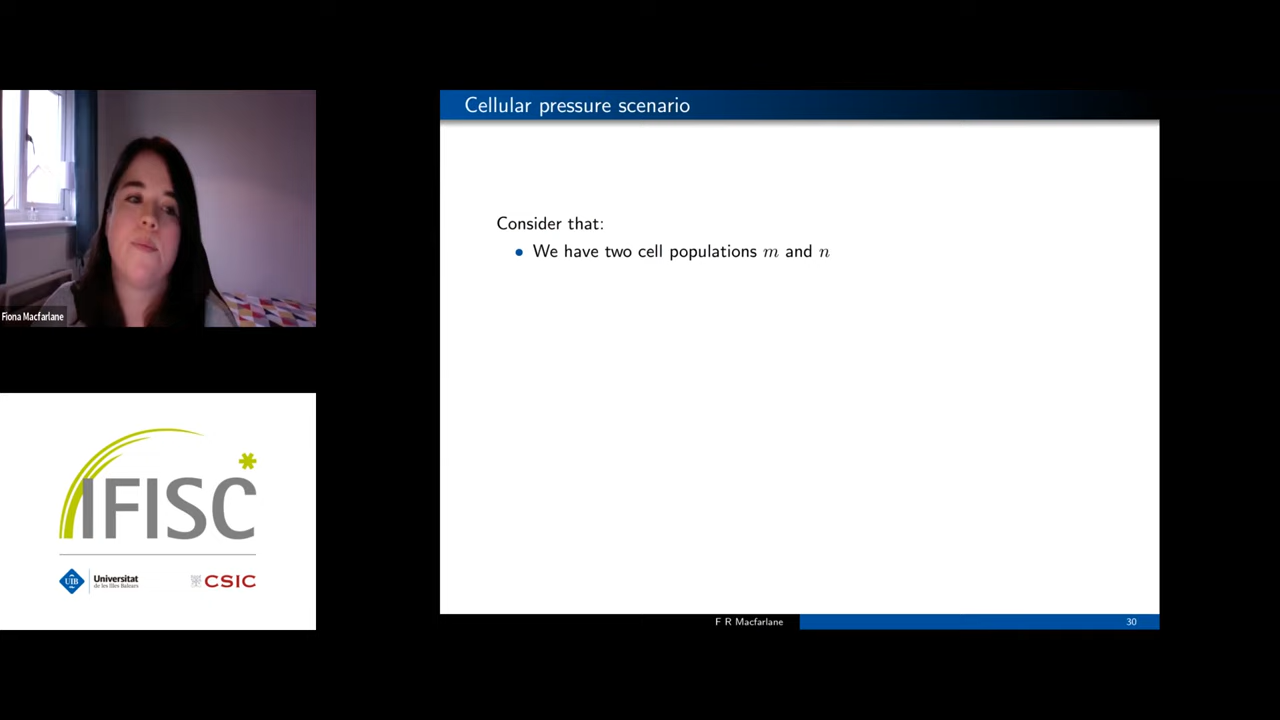 Cellular pressure scenario
Consider that:
• We have two cell populations m and n
Fiona Macfarlane
IFISC
UIB
Universitat
de les Illes Balears
CSIC
F R Macfarlane
30